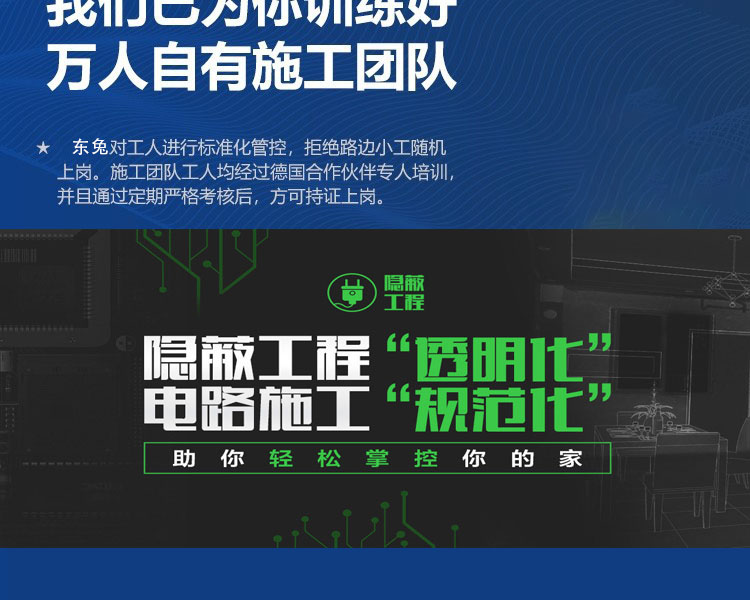 我们已为你训练好
万人自有施工团队
★ 东兔对工人进行标准化管控，拒绝路边小工随机
上岗。施工团队工人均经过德国合作伙伴专人培训，
并且通过定期严格考核后，方可持证上岗。
隐蔽
工程
隐蔽工程“透明化”
电路施工“规范化”
助你轻松掌控你的家